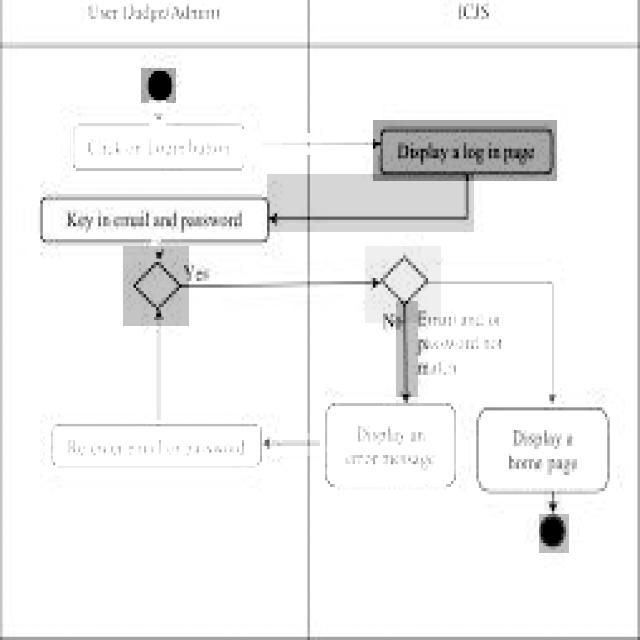 User (Judge/Admin)
ICJS
Click on Login button
Display a log in page
Key in email and password
Yes
No
Email and or
password not
match
Re enter email or password
Display an
error message
Display a
home page